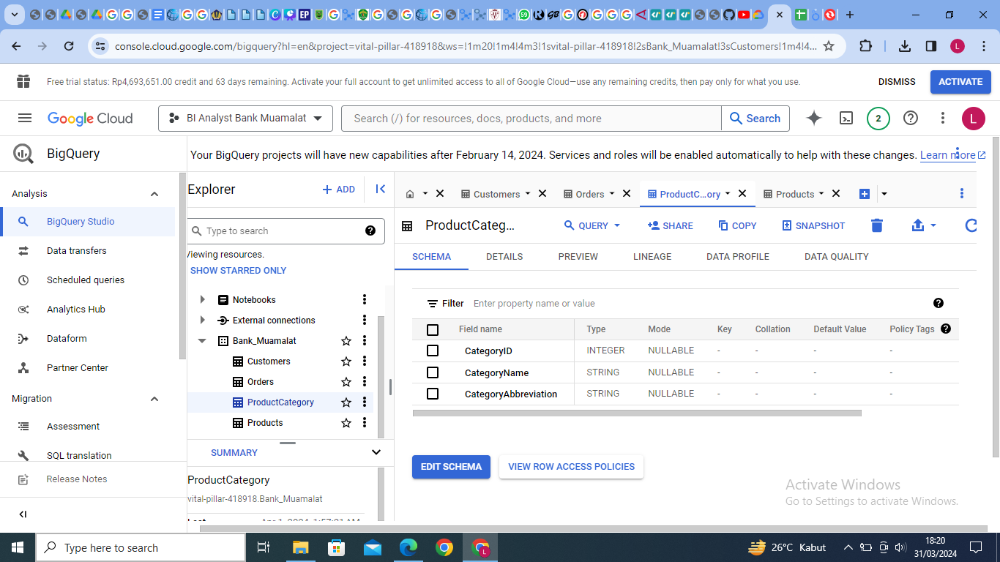 69
console.cloud.google.com/bigquery?hl=en&project=vital-pillar-418918&ws=!1m20!1m4!4m3!1svital-pillar-418918!2sBank_Muamalat!3sCustomers!1m4!4...
L
Free trial status: Rp4,693,651.00 credit and 63 days remaining. Activate your full account to get unlimited access to all of Google Cloud—use any remaining credits, then pay only for what you use.
DISMISS
ACTIVATE
Google Cloud
BI Analyst Bank Muamalat
Search (/) for resources, docs, products, and more
Search
2
L
BigQuery
Your BigQuery projects will have new capabilities after February 14, 2024. Services and roles will be enabled automatically to help with these changes. Learn more
Analysis
BigQuery Studio
Data transfers
Scheduled queries
Analytics Hub
Dataform
Partner Center
Migration
Assessment
SQL translation
Release Notes
Explorer
+ ADD
Type to search
Viewing resources.
SHOW STARRED ONLY
Notebooks
External connections
Bank_Muamalat
Customers
Orders
ProductCategory
Products
SUMMARY
ProductCategory
vital-pillar-418918.Bank_Muamalat
Customers
Orders
ProductC...ory
Products
ProductCateg...
QUERY
SHARE
COPY
SNAPSHOT
SCHEMA
DETAILS
PREVIEW
LINEAGE
DATA PROFILE
DATA QUALITY
Filter Enter property name or value
Field name Type Mode Key Collation Default Value Policy Tags
CategoryID INTEGER NULLABLE - - - -
CategoryName STRING NULLABLE - - - -
CategoryAbbreviation STRING NULLABLE - - - -
EDIT SCHEMA
VIEW ROW ACCESS POLICIES
Activate Windows
Go to Settings to activate Windows.
Type here to search
26°C Kabut
18:20
31/03/2024